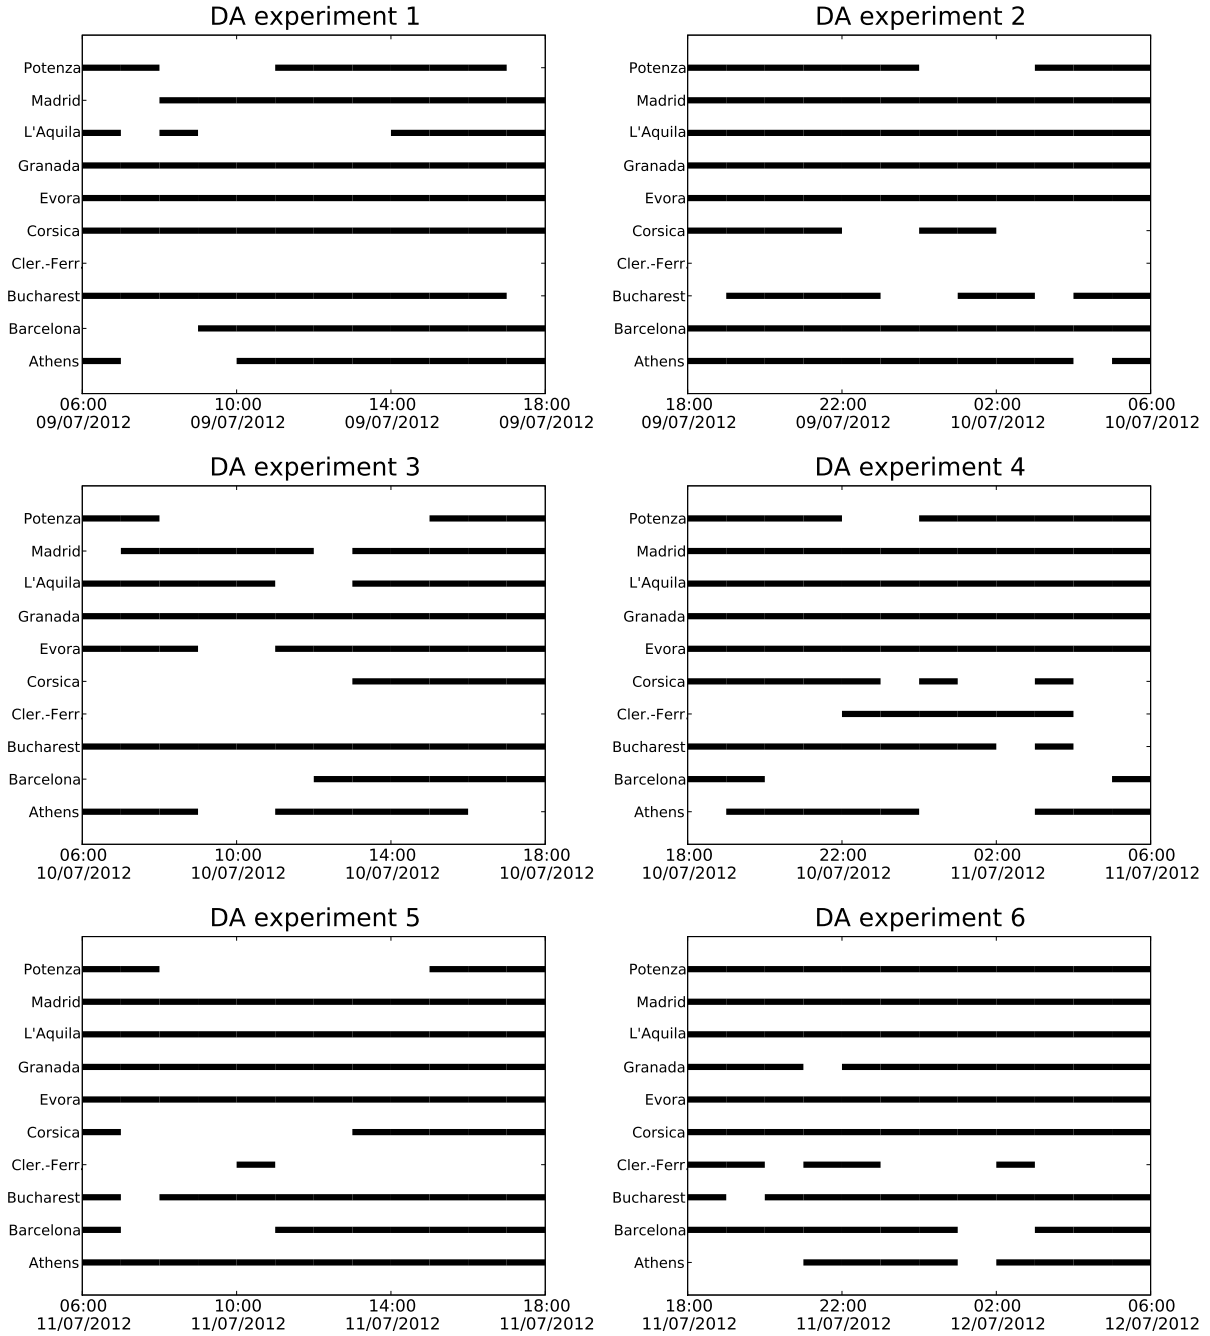 DA experiment 1
Potenza
Madrid
L'Aquila
Granada
Evora
Corsica
Cler.-Ferr.
Bucharest
Barcelona
Athens
06:00 10:00 14:00 18:00
09/07/2012 09/07/2012 09/07/2012 09/07/2012
DA experiment 2
Potenza
Madrid
L'Aquila
Granada
Evora
Corsica
Cler.-Ferr.
Bucharest
Barcelona
Athens
18:00 22:00 02:00 06:00
09/07/2012 09/07/2012 10/07/2012 10/07/2012
DA experiment 3
Potenza
Madrid
L'Aquila
Granada
Evora
Corsica
Cler.-Ferr.
Bucharest
Barcelona
Athens
06:00 10:00 14:00 18:00
10/07/2012 10/07/2012 10/07/2012 10/07/2012
DA experiment 4
Potenza
Madrid
L'Aquila
Granada
Evora
Corsica
Cler.-Ferr.
Bucharest
Barcelona
Athens
18:00 22:00 02:00 06:00
10/07/2012 10/07/2012 11/07/2012 11/07/2012
DA experiment 5
Potenza
Madrid
L'Aquila
Granada
Evora
Corsica
Cler.-Ferr.
Bucharest
Barcelona
Athens
06:00 10:00 14:00 18:00
11/07/2012 11/07/2012 11/07/2012 11/07/2012
DA experiment 6
Potenza
Madrid
L'Aquila
Granada
Evora
Corsica
Cler.-Ferr.
Bucharest
Barcelona
Athens
18:00 22:00 02:00 06:00
11/07/2012 11/07/2012 12/07/2012 12/07/2012